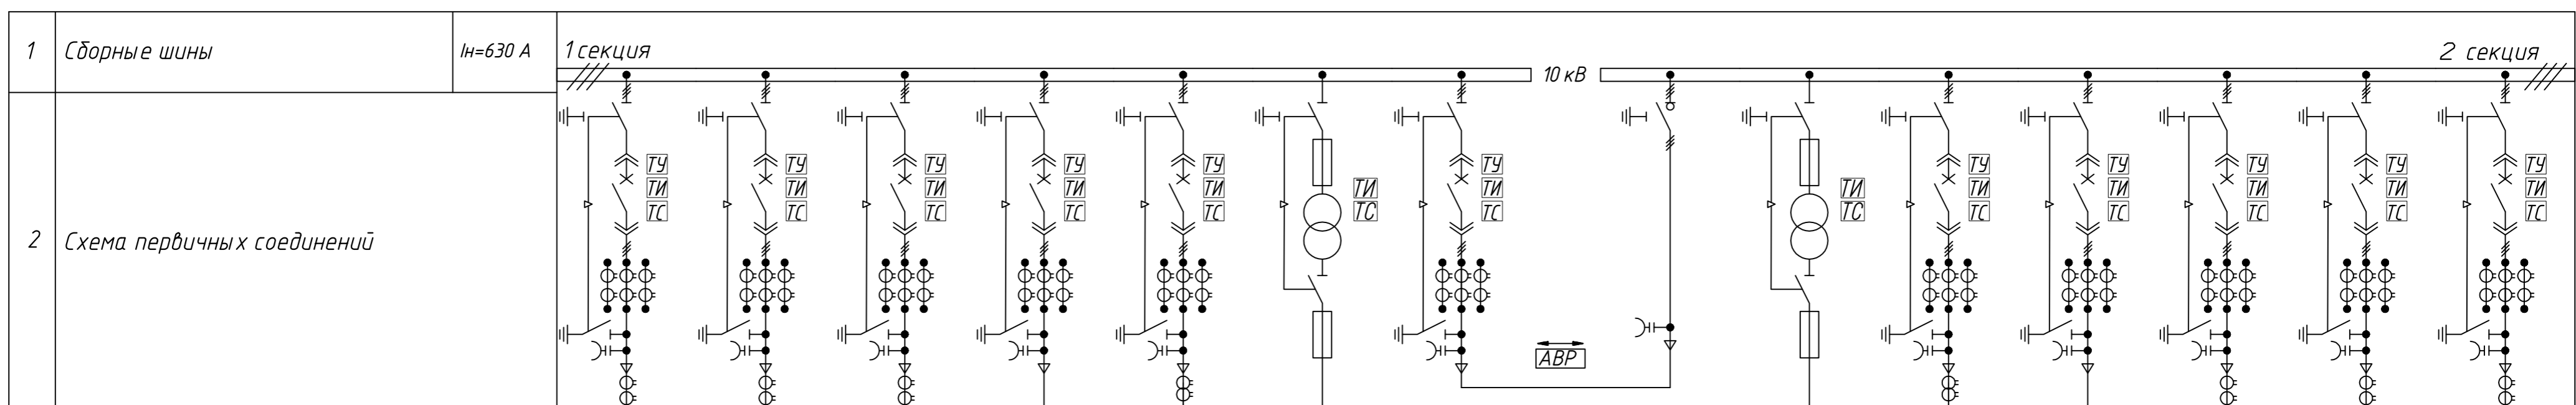 1 Сборные шины Iн=630 А 1 секция 10 кВ 2 секция
ТУ ТУ ТУ ТУ ТУ ТУ ТУ ТУ ТУ ТУ ТУ
ТИ ТИ ТИ ТИ ТИ ТИ ТИ ТИ ТИ ТИ ТИ ТИ ТИ
ТС ТС ТС ТС ТС ТС ТС ТС ТС ТС ТС ТС ТС
2 Схема первичных соединений
АВР